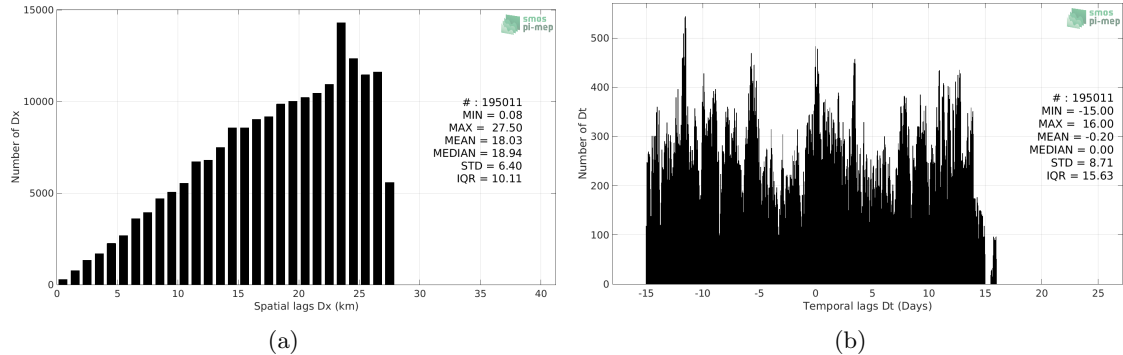 15000
10000
5000
0
Number of Dx
0 5 10 15 20 25 30 35 40
Spatial lags Dx (km)
smos
pi-mep
# : 195011
MIN = 0.08
MAX = 27.50
MEAN = 18.03
MEDIAN = 18.94
STD = 6.40
IQR = 10.11
(a)
500
400
300
200
100
0
Number of Dt
-15 -10 -5 0 5 10 15 20 25
Temporal lags Dt (Days)
smos
pi-mep
# : 195011
MIN = -15.00
MAX = 16.00
MEAN = -0.20
MEDIAN = 0.00
STD = 8.71
IQR = 15.63
(b)